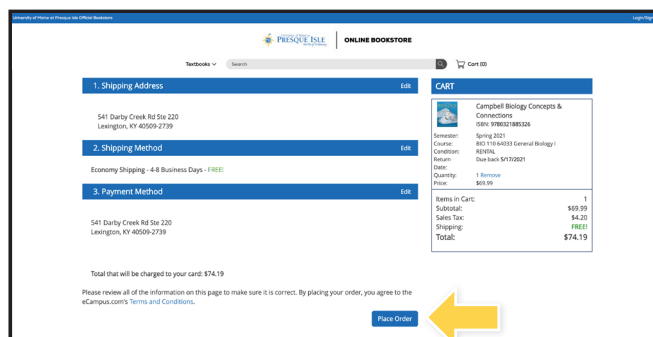 University of Maine at Presque Isle Official Bookstore
Login/Sign
University of Maine at
PRESQUE ISLE
ONLINE BOOKSTORE
Textbooks
Search
Cart (0)
1. Shipping Address
Edit
541 Darby Creek Rd Ste 220
Lexington, KY 40509-2739
2. Shipping Method
Edit
Economy Shipping - 4-8 Business Days - FREE!
3. Payment Method
Edit
541 Darby Creek Rd Ste 220
Lexington, KY 40509-2739
Total that will be charged to your card: $74.19
Please review all of the information on this page to make sure it is correct. By placing your order, you agree to the
eCampus.com's Terms and Conditions.
Place Order
CART
Campbell Biology Concepts &
Connections
ISBN: 9780321885326
Semester: Spring 2021
Course: BIO 110 64033 General Biology I
Condition: RENTAL
Return Due back 5/17/2021
Date:
Quantity: 1 Remove
Price: $69.99
Items in Cart: 1
Subtotal: $69.99
Sales Tax: $4.20
Shipping: FREE!
Total: $74.19